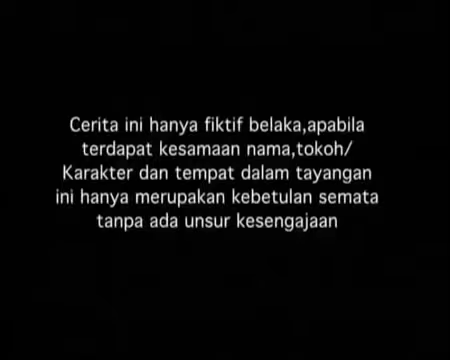 Cerita ini hanya fiktif belaka,apabila
terdapat kesamaan nama,tokoh/
Karakter dan tempat dalam tayangan
ini hanya merupakan kebetulan semata
tanpa ada unsur kesengajaan